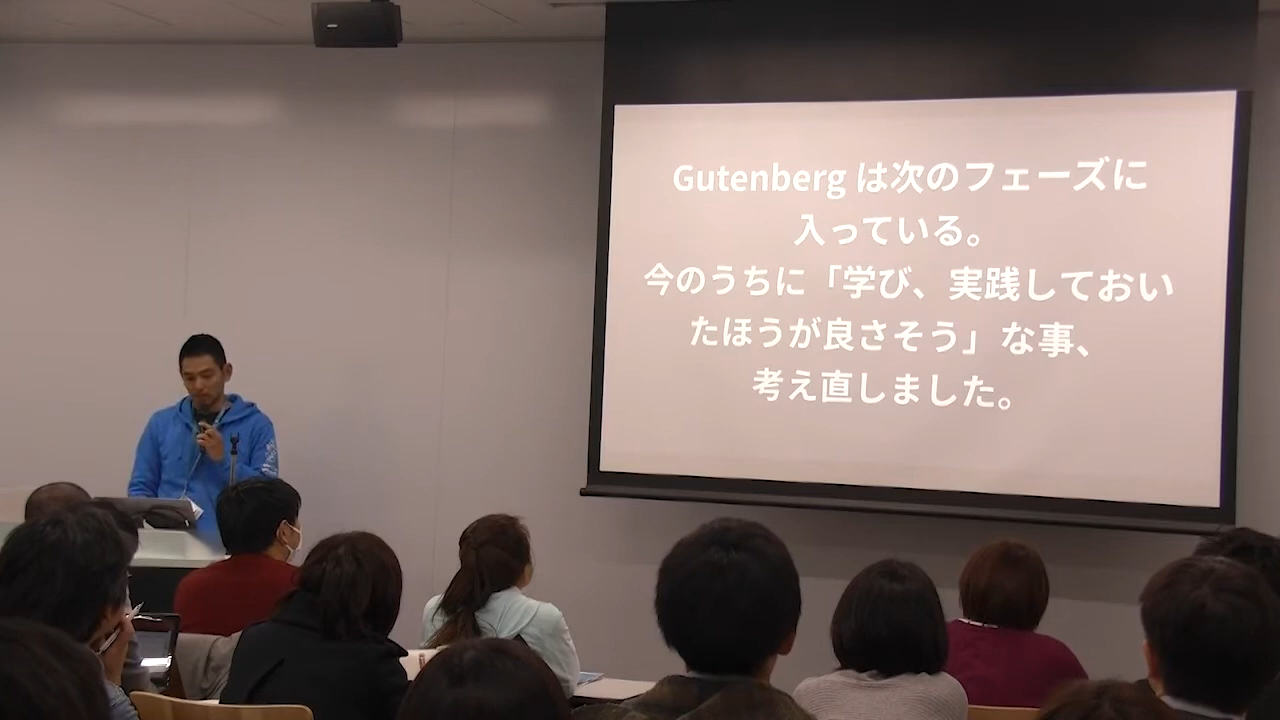 Gutenberg は次のフェーズに
入っている。
今のうちに「学び、実践しておい
たほうが良さそう」な事、
考え直しました。